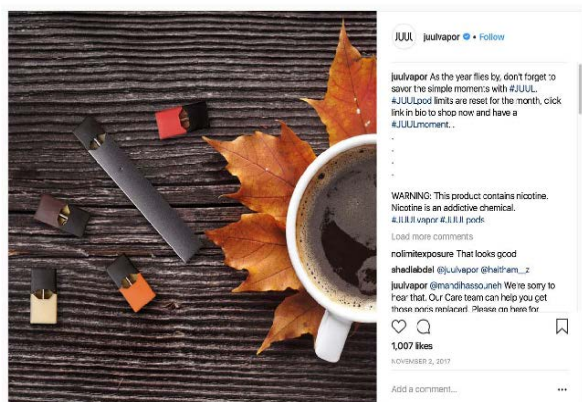 JUUL
juulvapor • Follow
juulvapor As the year flies by, don't forget to
savor the simple moments with #JUUL.
#JUULpod limits are reset for the month, click
link in bio to shop now and have a
#JUULmoment. .
.
.
.
.
WARNING: This product contains nicotine.
Nicotine is an addictive chemical.
#JUULvapor #JUULpods
Load more comments
nolimitexposure That looks good
shadlabdel @juulvapor @haitham__z
juulvapor @mandihassouneh We're sorry to
hear that. Our Care team can help you get
those pods replaced. Please go here for
1,007 likes
NOVEMBER 2, 2017
Add a comment...